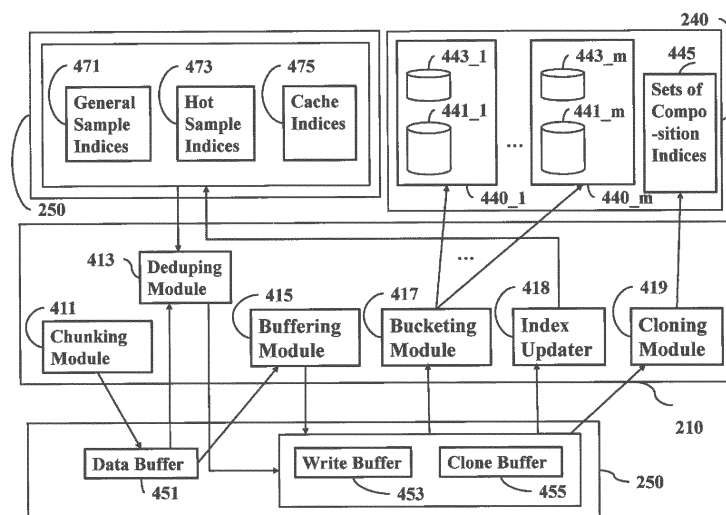 240
471
473
475
443_1
443_m
445
General
Sample
Indices
Hot
Sample
Indices
Cache
Indices
441_1
441_m
Sets of
Compo
-sition
Indices
...
250
440_1
440_m
413
Deduping
Module
...
411
415
417
418
419
Chunking
Module
Buffering
Module
Bucketing
Module
Index
Updater
Cloning
Module
210
Data Buffer
451
Write Buffer
453
Clone Buffer
455
250